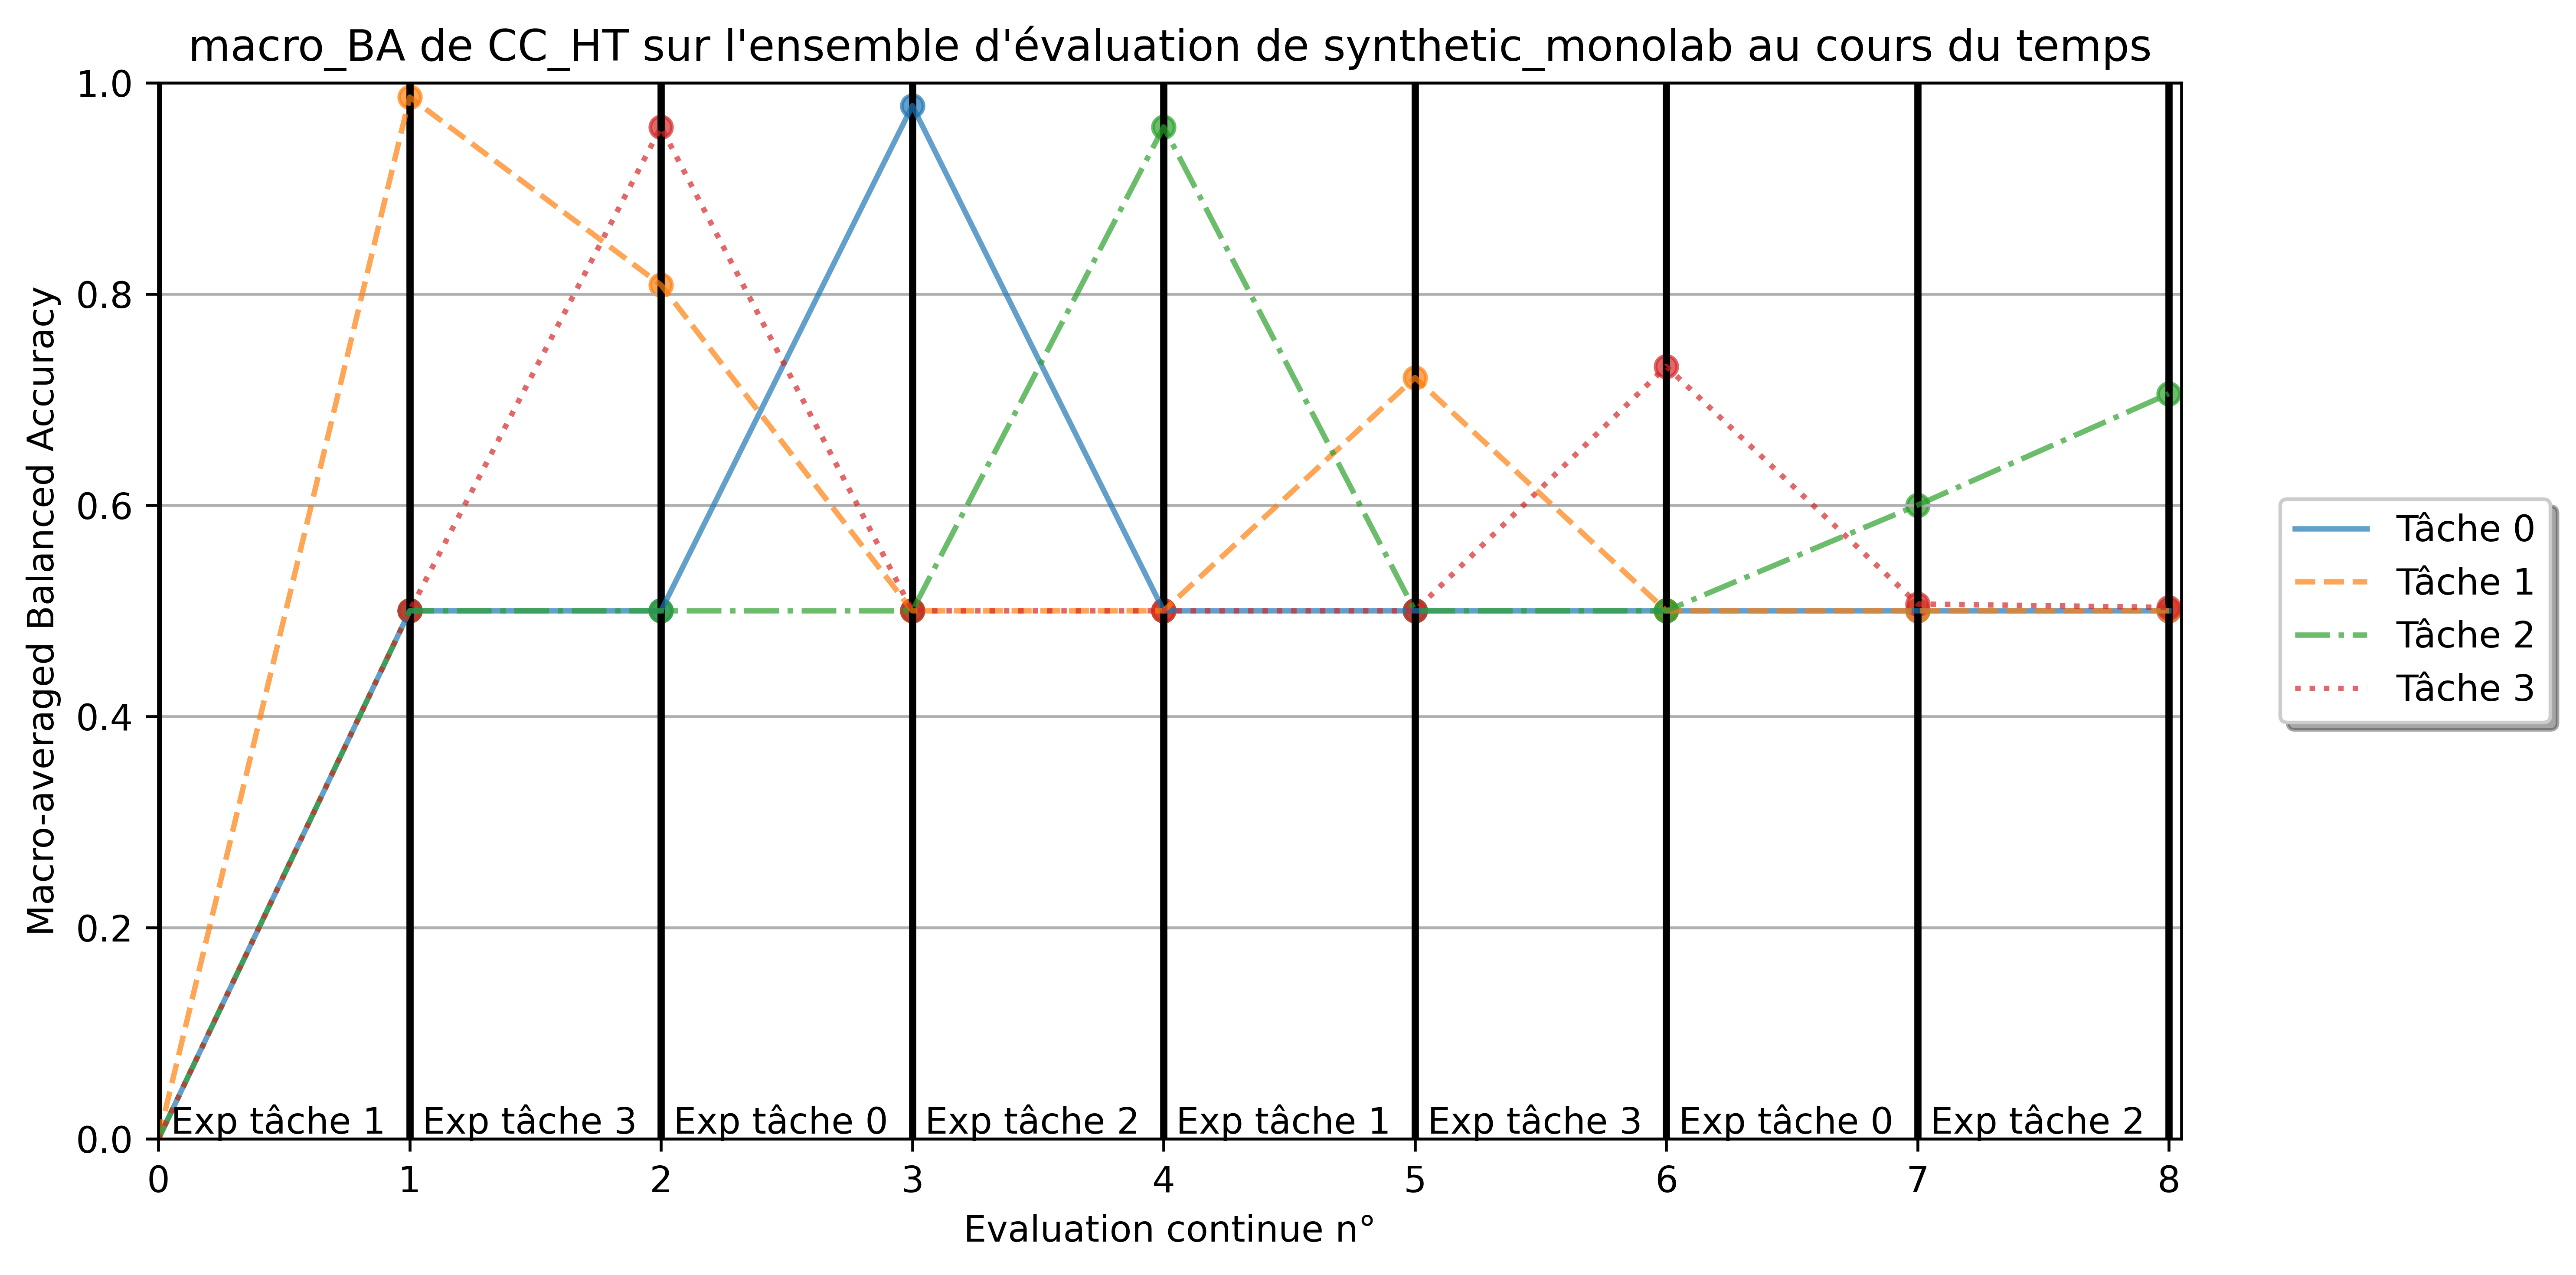 macro_BA de CC_HT sur l'ensemble d'évaluation de synthetic_monolab au cours du temps
Macro-averaged Balanced Accuracy
1.0
0.8
0.6
0.4
0.2
0.0
Exp tâche 1
Exp tâche 3
Exp tâche 0
Exp tâche 2
Exp tâche 1
Exp tâche 3
Exp tâche 0
Exp tâche 2
0
1
2
3
4
5
6
7
8
Evaluation continue n°
Tâche 0
Tâche 1
Tâche 2
Tâche 3